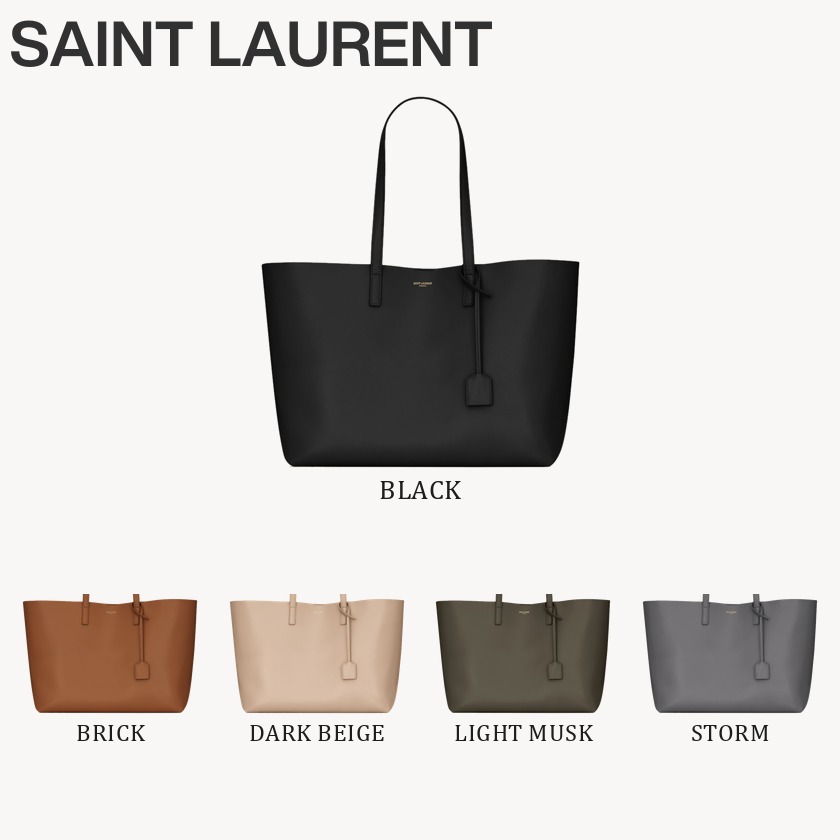 SAINT LAURENT
BLACK
BRICK
DARK BEIGE
LIGHT MUSK
STORM